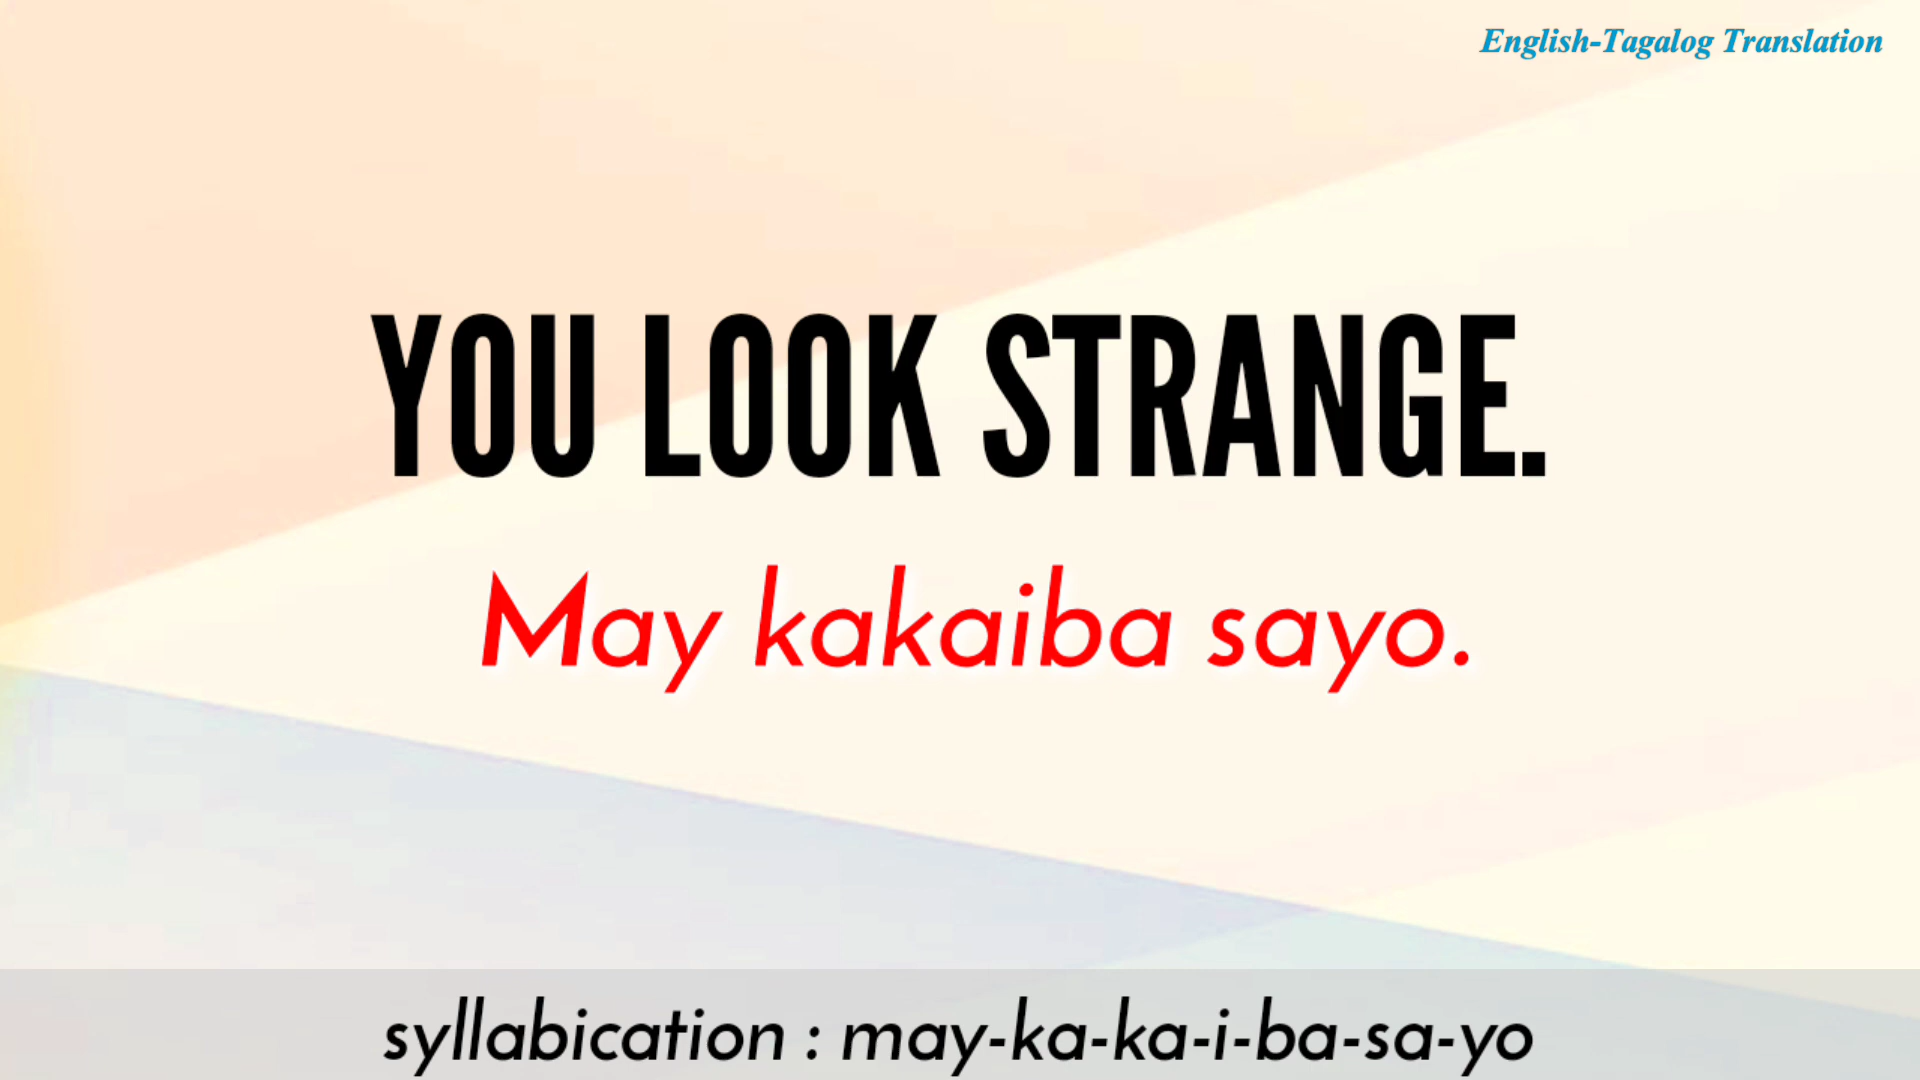 English-Tagalog Translation
YOU LOOK STRANGE.
May kakaiba sayo.
syllabication : may-ka-ka-i-ba-sa-yo